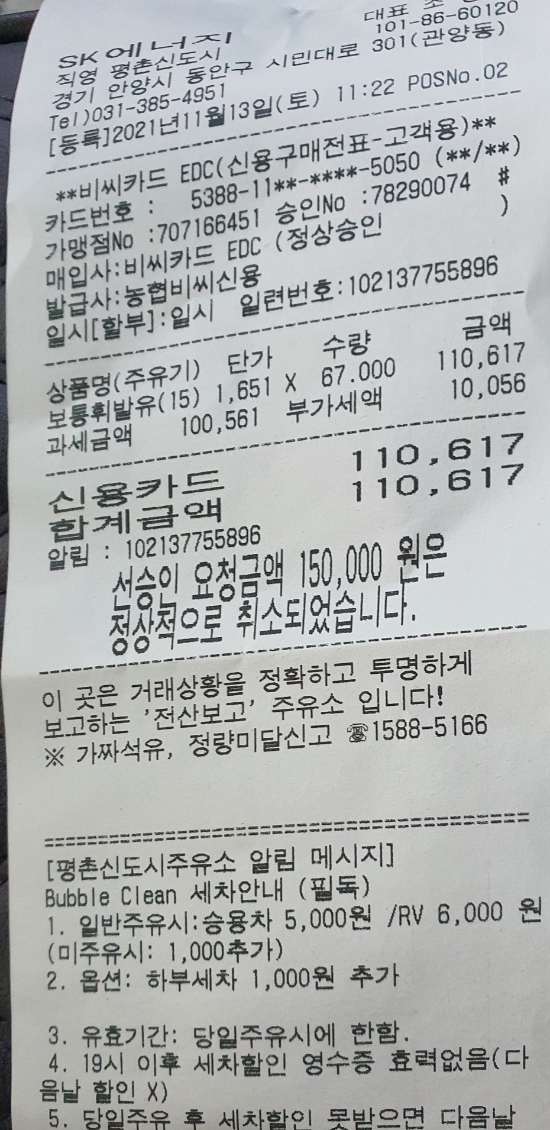 SK에너지
대표
직영 평촌신도시
101-86-60120
경기 안양시 동안구 시민대로 301(관양동)
Tel)031-385-4951
[등록]2021년11월13일(토) 11:22 POSNo.02
**비씨카드 EDC(신용구매전표-고객용)**
카드번호 : 5388-11**-****-5050 (**/**)
가맹점No :707166451 승인No :78290074 #
매입사:비씨카드 EDC (정상승인 )
발급사:농협비씨신용
일시[할부]:일시 일련번호:102137755896
상품명(주유기) 단가 수량 금액
보통휘발유(15) 1,651 X 67.000 110,617
과세금액 100,561 부가세액 10,056
신용카드 110,617
합계금액 110,617
알림 : 102137755896
선승인 요청금액 150,000 원은
정상적으로 취소되었습니다.
이 곳은 거래상황을 정확하고 투명하게
보고하는 '전산보고' 주유소 입니다!
※ 가짜석유, 정량미달신고 ☎1588-5166
[평촌신도시주유소 알림 메시지]
Bubble Clean 세차안내 (필독)
1. 일반주유시:승용차 5,000원 /RV 6,000 원
(미주유시: 1,000추가)
2. 옵션: 하부세차 1,000원 추가
3. 유효기간: 당일주유시에 한함.
4. 19시 이후 세차할인 영수증 효력없음(다
음날 할인 X)
5. 당일주유 후 세차할인 못받으면 다음날